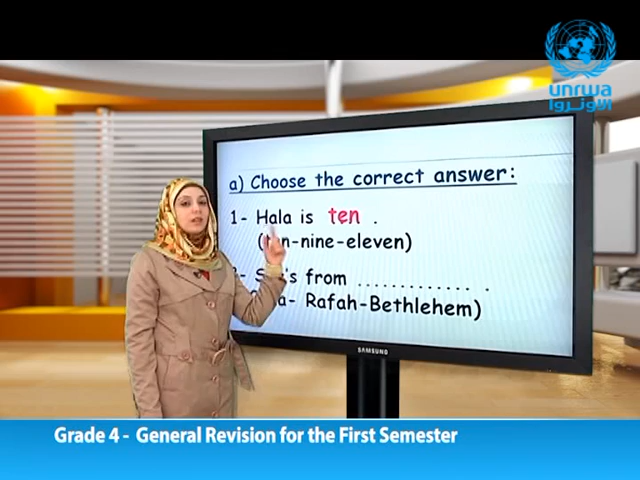 unrwa
الأونروا
a) Choose the correct answer:
1- Hala is ten .
(ten-nine-eleven)
's from ............. .
- Rafah-Bethlehem)
SAMSUNG
Grade 4 - General Revision for the First Semester